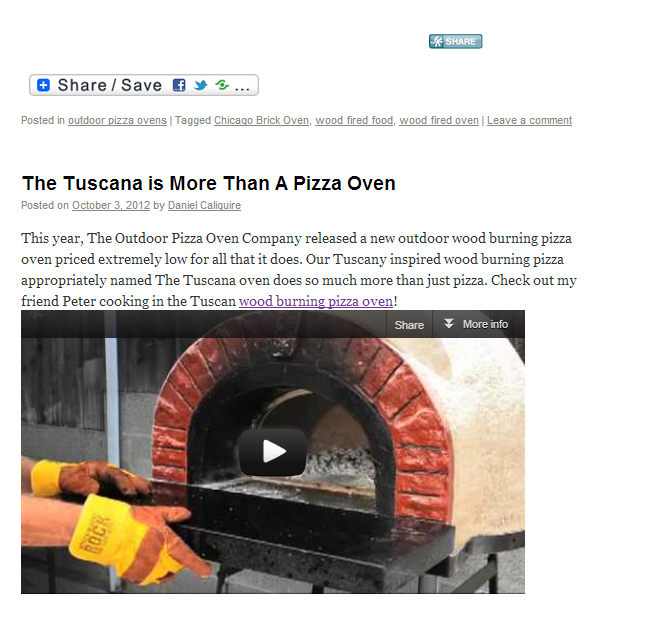 SHARE
Share / Save ...
Posted in outdoor pizza ovens | Tagged Chicago Brick Oven, wood fired food, wood fired oven | Leave a comment
The Tuscana is More Than A Pizza Oven
Posted on October 3, 2012 by Daniel Caliquire
This year, The Outdoor Pizza Oven Company released a new outdoor wood burning pizza
oven priced extremely low for all that it does. Our Tuscany inspired wood burning pizza
appropriately named The Tuscana oven does so much more than just pizza. Check out my
friend Peter cooking in the Tuscan wood burning pizza oven!
Share More info
ROCK